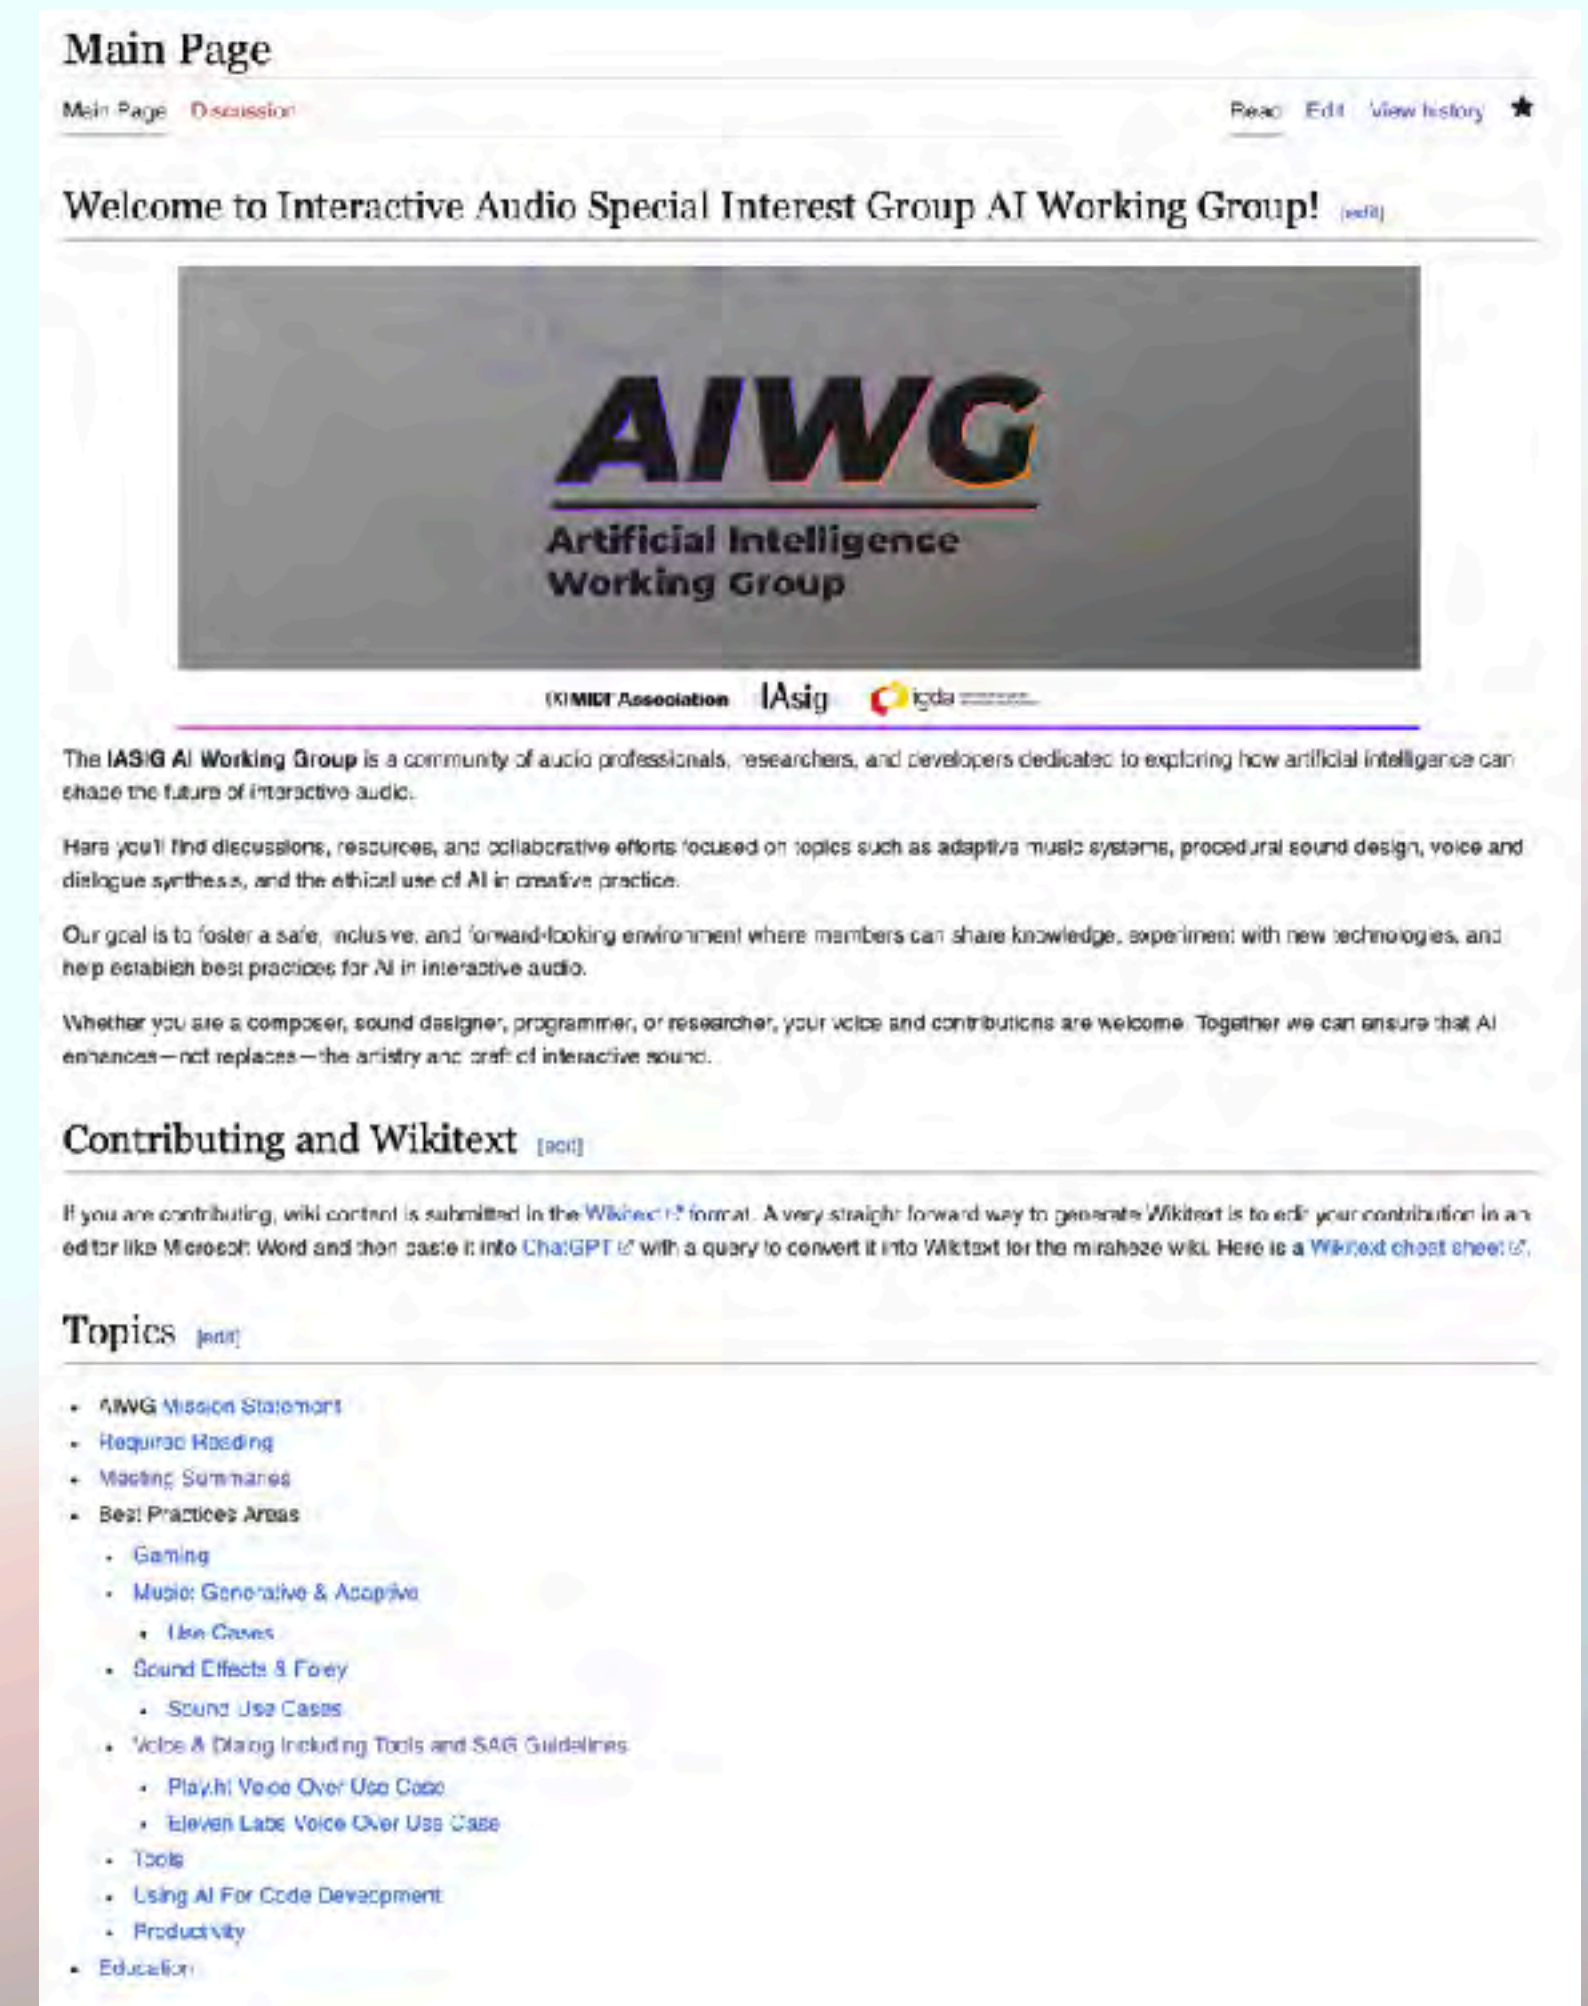 Main Page
Main Page Discussion Read Edit View history
Welcome to Interactive Audio Special Interest Group AI Working Group! [edit]
AIWG
Artificial Intelligence
Working Group
MIDI Association IAsig igda
The IASIG AI Working Group is a community of audio professionals, researchers, and developers dedicated to exploring how artificial intelligence can
shape the future of interactive audio.
Here you'll find discussions, resources, and collaborative efforts focused on topics such as adaptive music systems, procedural sound design, voice and
dialogue synthesis, and the ethical use of AI in creative practice.
Our goal is to foster a safe, inclusive, and forward-looking environment where members can share knowledge, experiment with new technologies, and
help establish best practices for AI in interactive audio.
Whether you are a composer, sound designer, programmer, or researcher, your voice and contributions are welcome. Together we can ensure that AI
enhances—not replaces—the artistry and craft of interactive sound.
Contributing and Wikitext [edit]
If you are contributing, wiki content is submitted in the Wikitext format. A very straight forward way to generate Wikitext is to edit your contribution in an
editor like Microsoft Word and then paste it into ChatGPT with a query to convert it into Wikitext for the miraheze wiki. Here is a Wikitext cheat sheet.
Topics [edit]
• AIWG Mission Statement
• Required Reading
• Meeting Summaries
• Best Practices Areas
• Gaming
• Music: Generative & Adaptive
• Use Cases
• Sound Effects & Foley
• Sound Use Cases
• Voice & Dialog Including Tools and SAG Guidelines
• Play.ht Voice Over Use Case
• Eleven Labs Voice Over Use Case
• Tools
• Using AI For Code Development
• Productivity
• Education